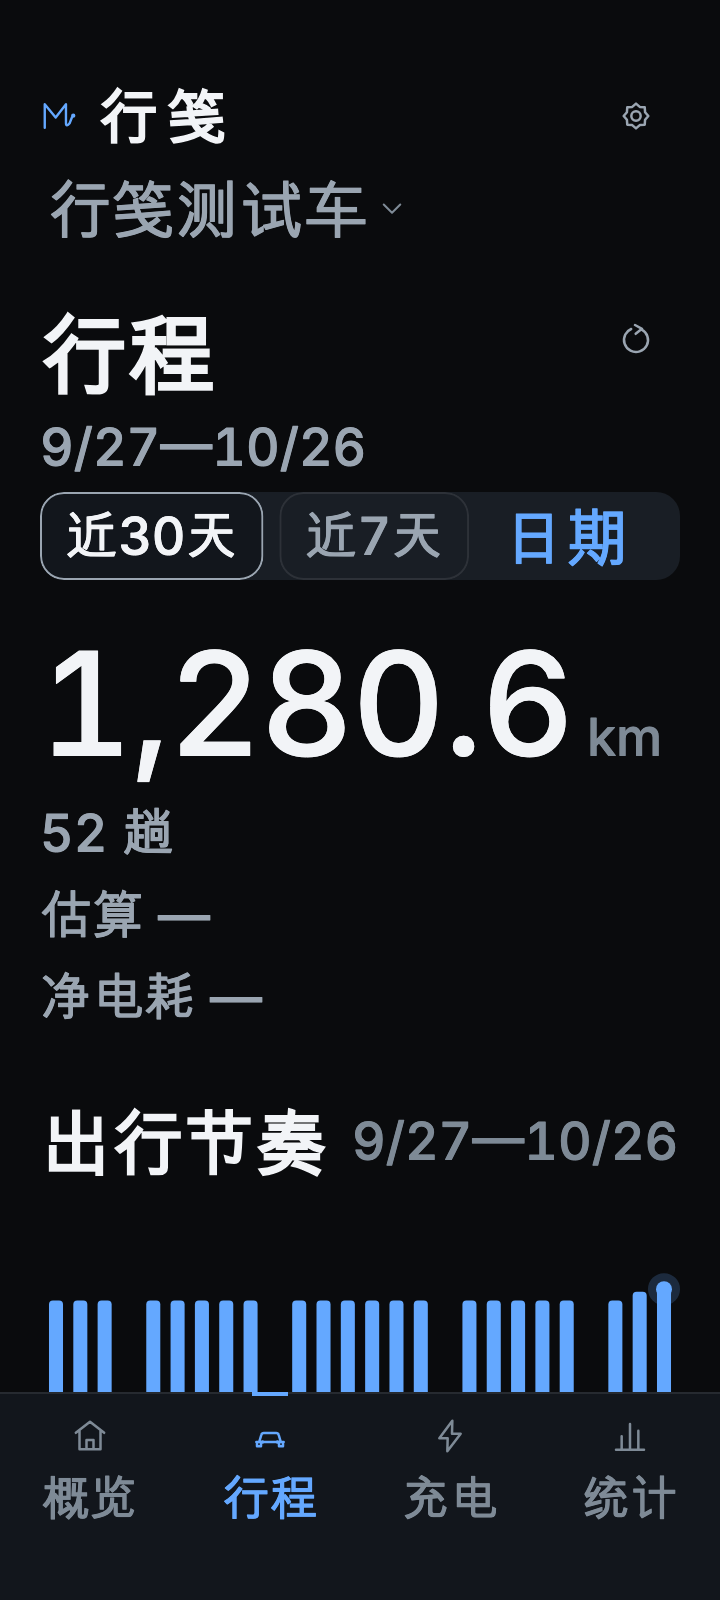 行笺
行笺测试车
行程
9/27—10/26
近30天 近7天 日期
1,280.6 km
52 趟
估算 —
净电耗 —
出行节奏 9/27—10/26
概览 行程 充电 统计